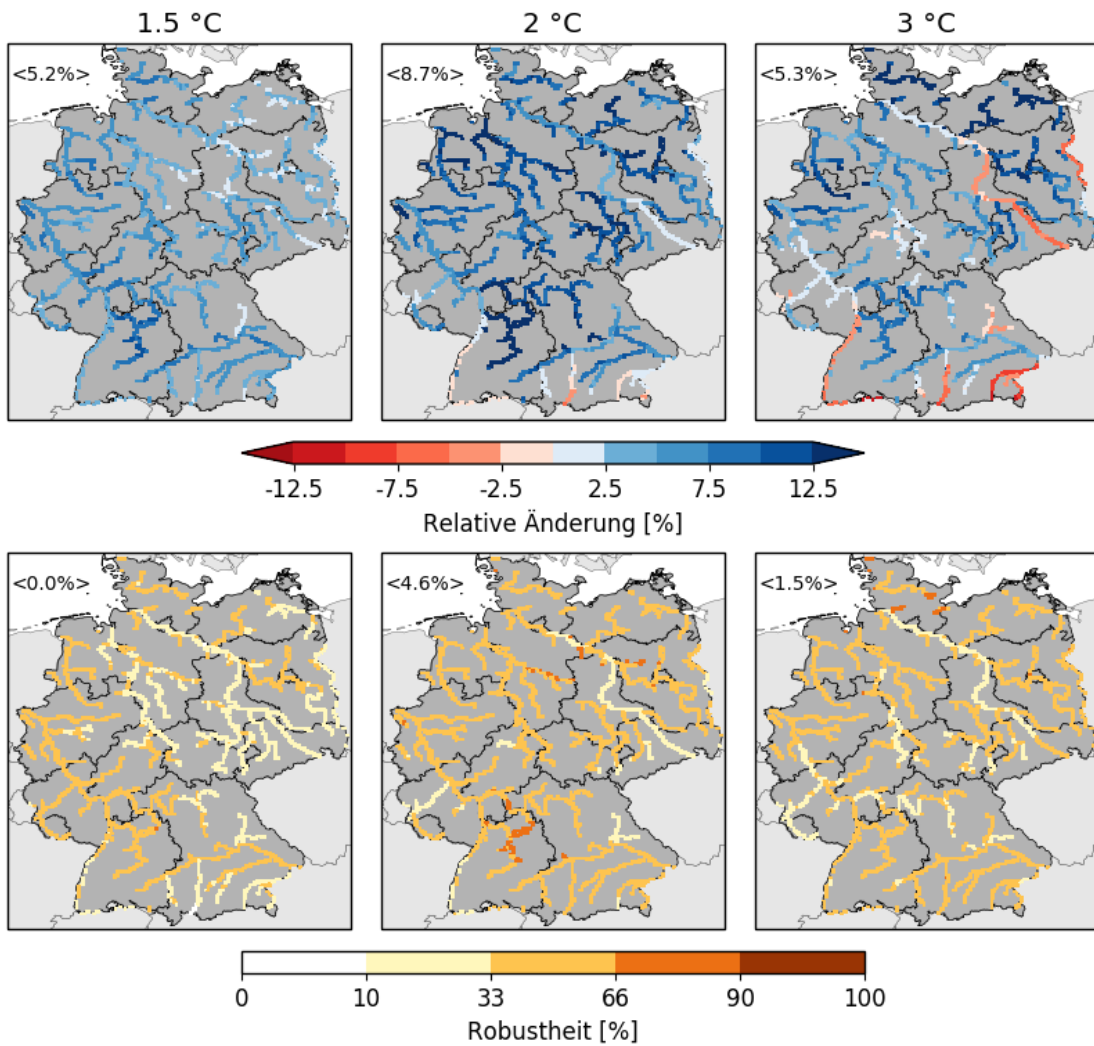 1.5 °C 2 °C 3 °C
<5.2%> <8.7%> <5.3%>
-12.5 -7.5 -2.5 2.5 7.5 12.5
Relative Änderung [%]
<0.0%> <4.6%> <1.5%>
0 10 33 66 90 100
Robustheit [%]